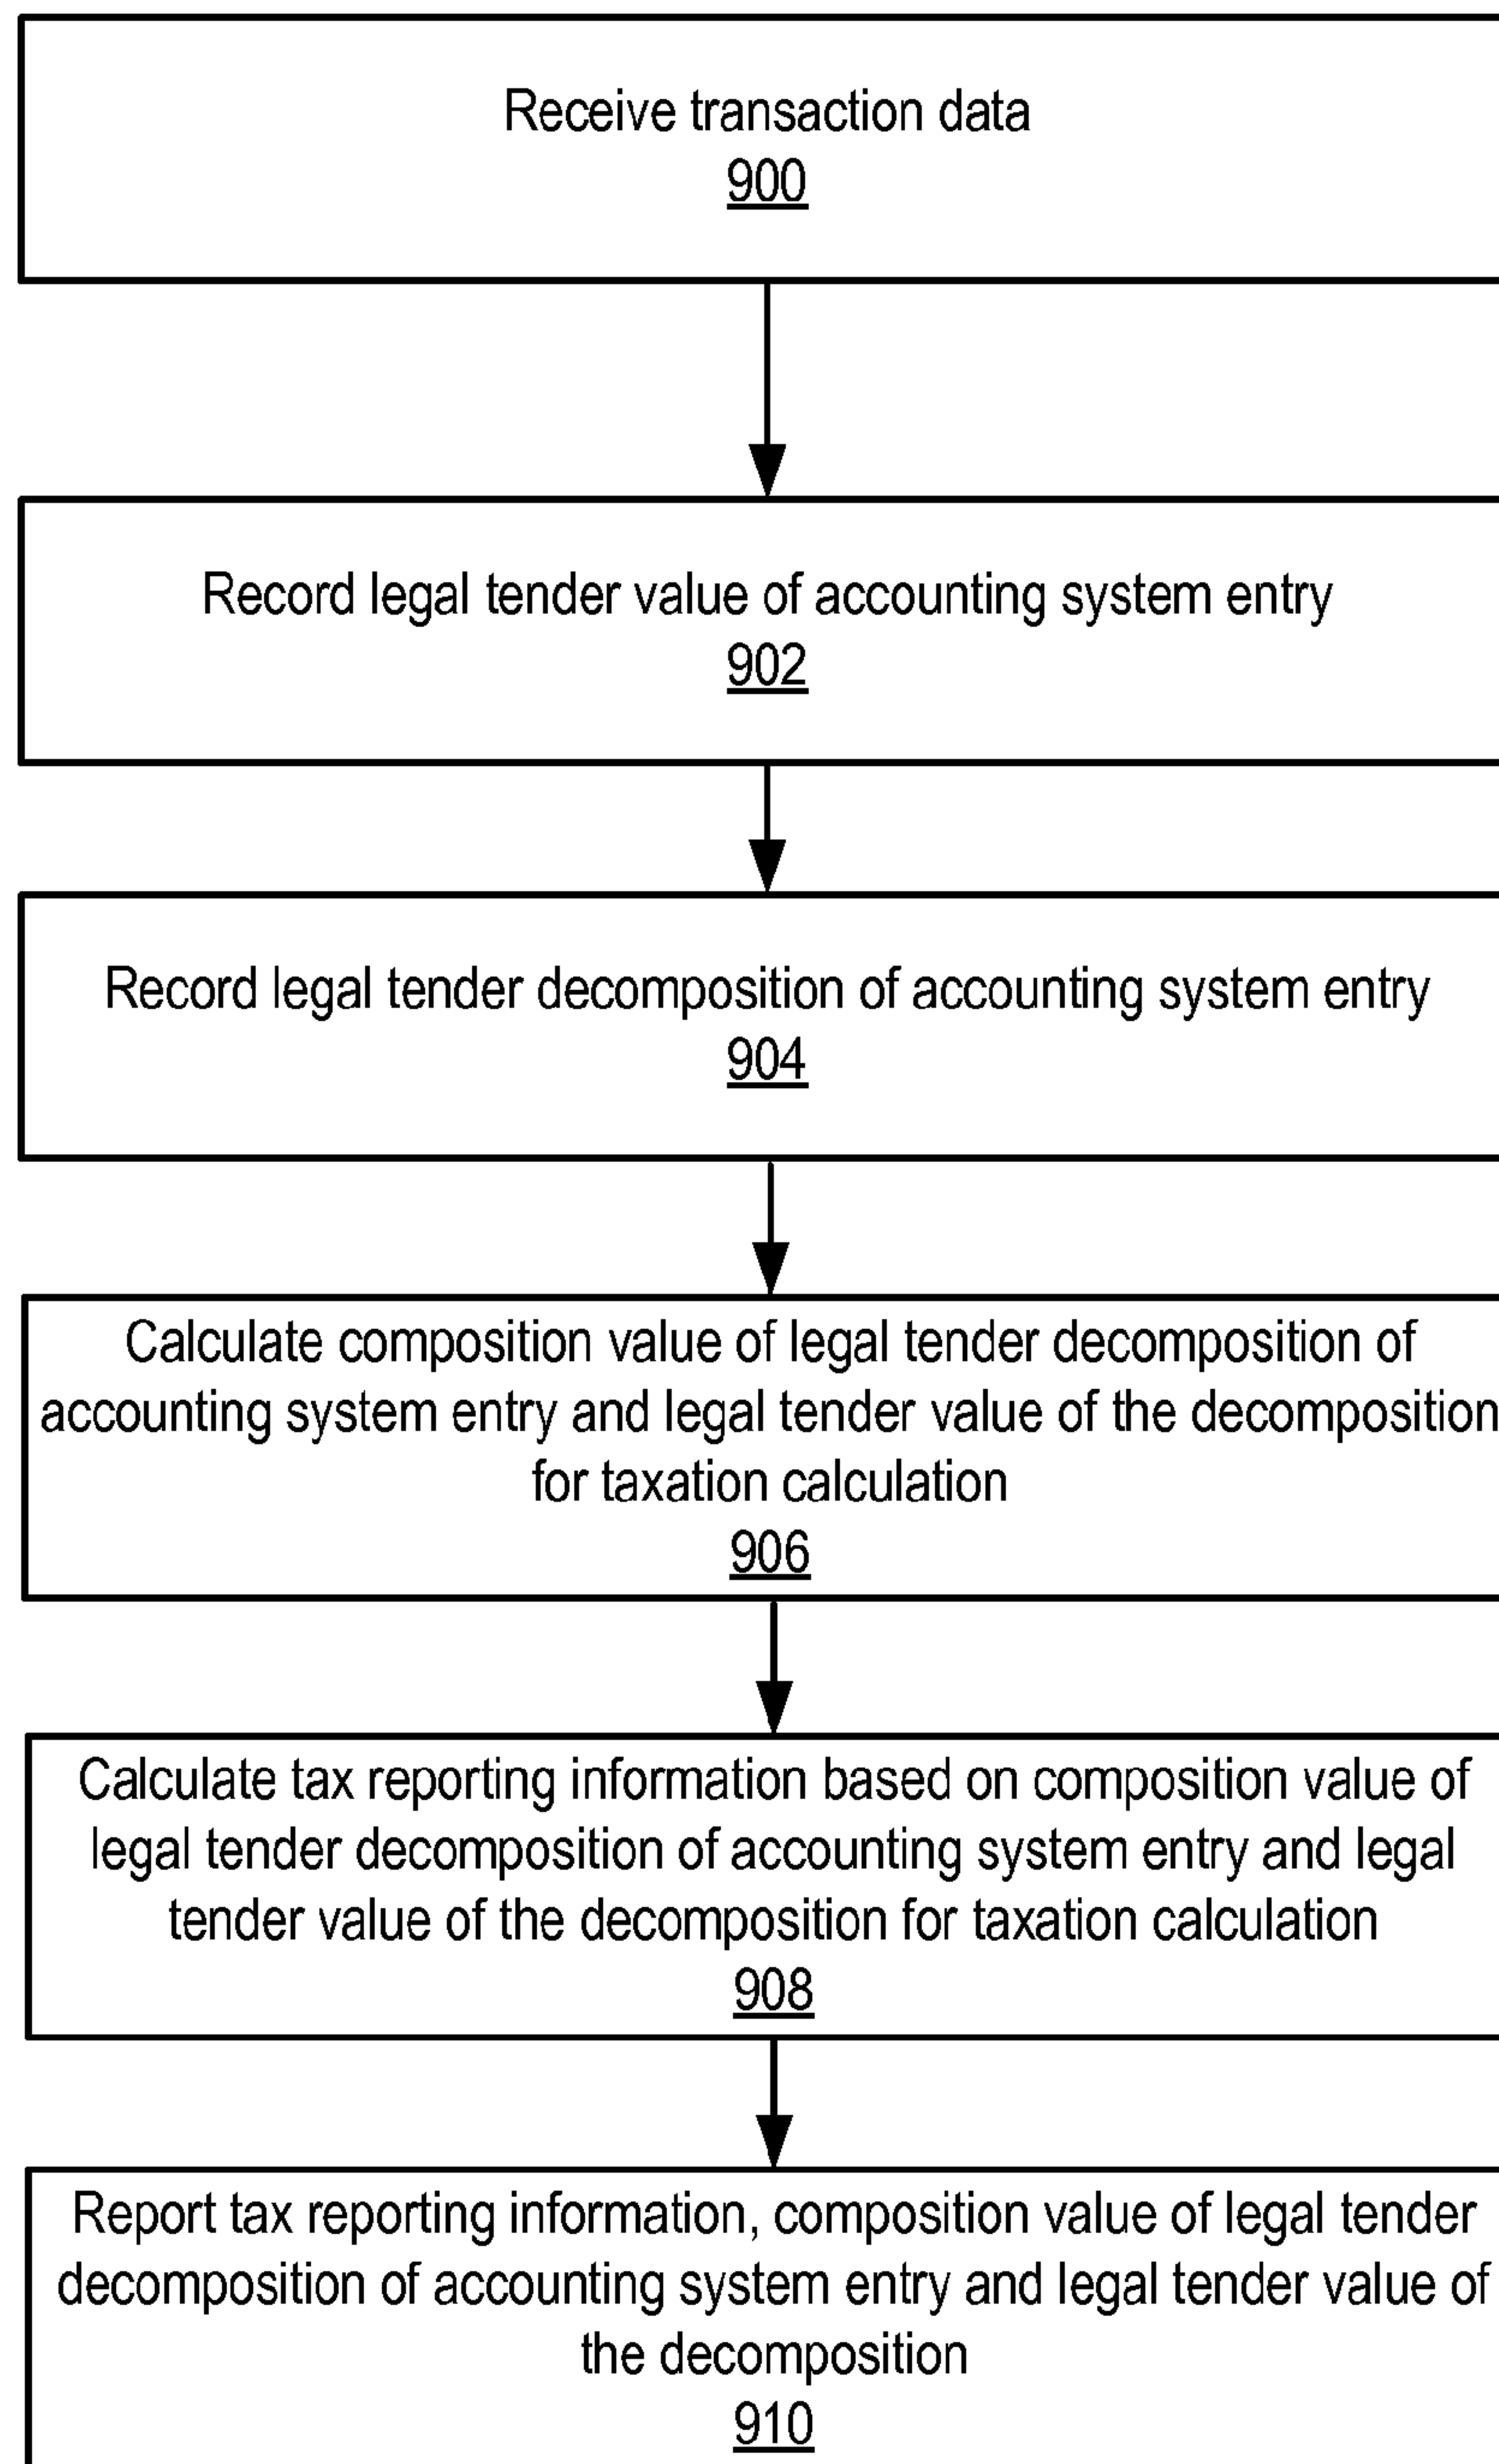 Receive transaction data
900
Record legal tender value of accounting system entry
902
Record legal tender decomposition of accounting system entry
904
Calculate composition value of legal tender decomposition of
accounting system entry and legal tender value of the decomposition
for taxation calculation
906
Calculate tax reporting information based on composition value of
legal tender decomposition of accounting system entry and legal
tender value of the decomposition for taxation calculation
908
Report tax reporting information, composition value of legal tender
decomposition of accounting system entry and legal tender value of
the decomposition
910